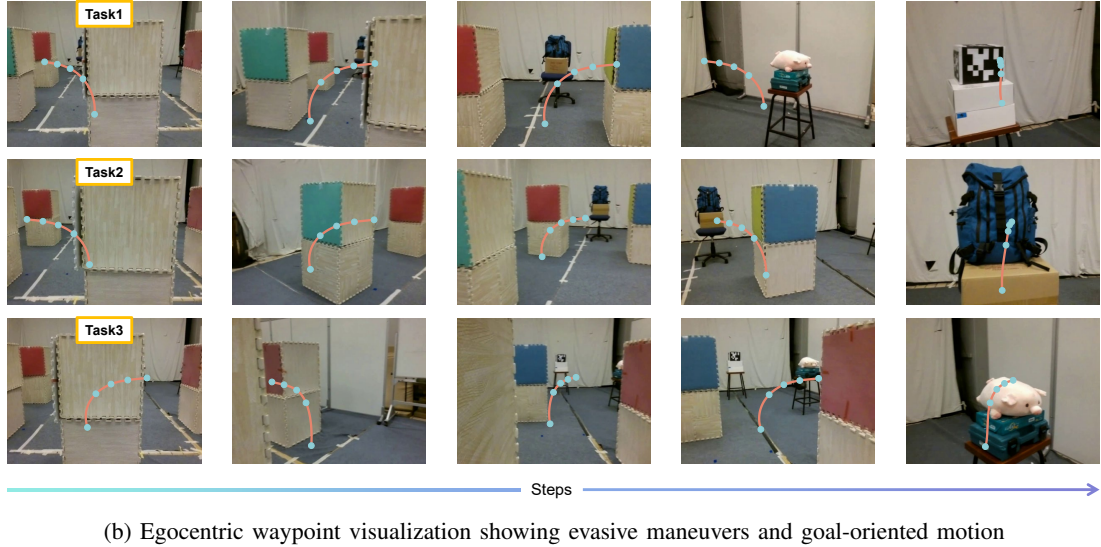 Task1
Task2
Task3
Steps
(b) Egocentric waypoint visualization showing evasive maneuvers and goal-oriented motion